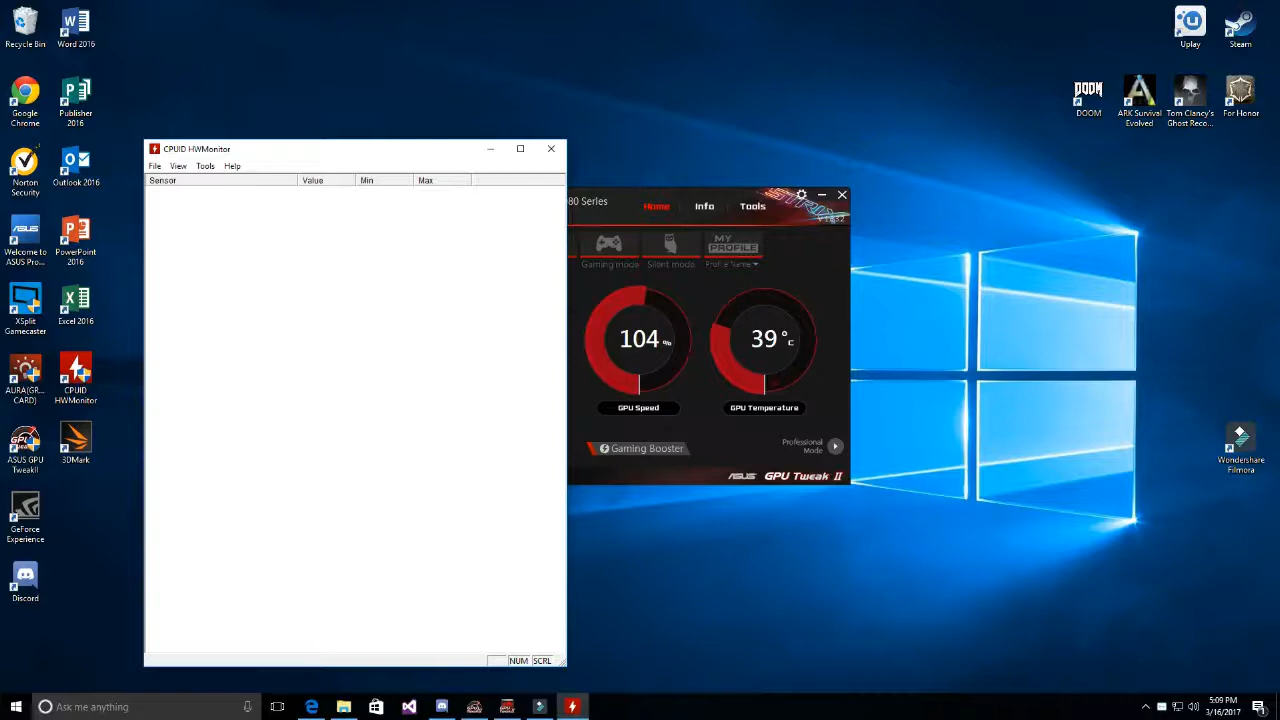 Recycle Bin
Word 2016
Uplay
Steam
Google Chrome
Publisher 2016
DOOM
ARK Survival Evolved
Tom Clancy's Ghost Reco...
For Honor
Norton Security
Outlook 2016
Welcome to ASUS Pro...
PowerPoint 2016
XSplit Gamecaster
Excel 2016
AURA(GR... CARD)
CPUID HWMonitor
ASUS GPU TweakII
3DMark
GeForce Experience
Discord
Wondershare Filmora
CPUID HWMonitor
File View Tools Help
Sensor Value Min Max
NUM SCRL
80 Series
Home Info Tools
MY PROFILE
Gaming mode Silent mode Profile Name
104 %
39 °C
GPU Speed
GPU Temperature
Gaming Booster
Professional Mode
ASUS GPU Tweak II
Ask me anything
5:09 PM
3/16/2017